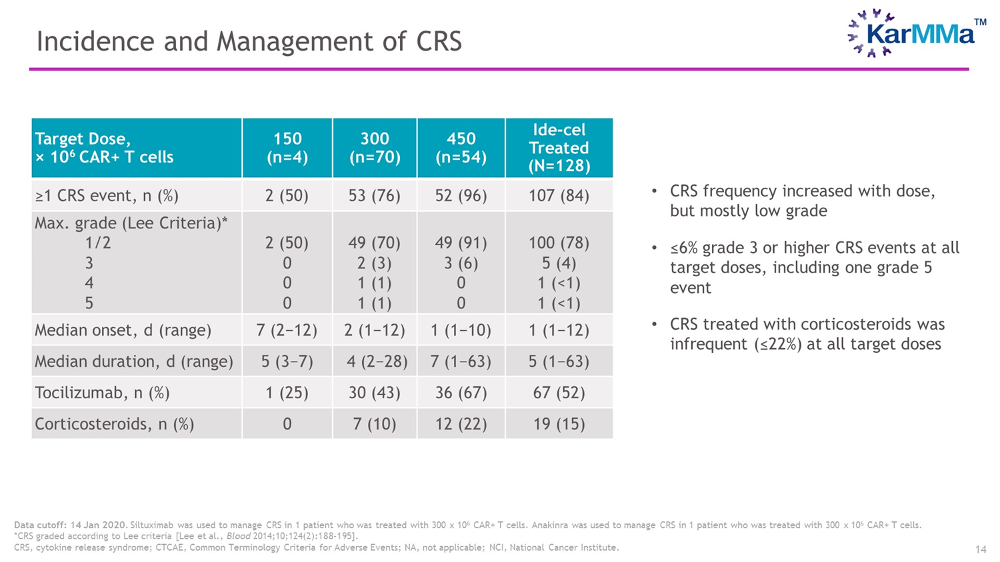 Incidence and Management of CRS
KarMMa™
Target Dose, × 10⁶ CAR+ T cells 150 (n=4) 300 (n=70) 450 (n=54) Ide-cel Treated (N=128)
≥1 CRS event, n (%) 2 (50) 53 (76) 52 (96) 107 (84)
Max. grade (Lee Criteria)*
1/2 2 (50) 49 (70) 49 (91) 100 (78)
3 0 2 (3) 3 (6) 5 (4)
4 0 1 (1) 0 1 (<1)
5 0 1 (1) 0 1 (<1)
Median onset, d (range) 7 (2−12) 2 (1−12) 1 (1−10) 1 (1−12)
Median duration, d (range) 5 (3−7) 4 (2−28) 7 (1−63) 5 (1−63)
Tocilizumab, n (%) 1 (25) 30 (43) 36 (67) 67 (52)
Corticosteroids, n (%) 0 7 (10) 12 (22) 19 (15)
• CRS frequency increased with dose,
but mostly low grade
• ≤6% grade 3 or higher CRS events at all
target doses, including one grade 5
event
• CRS treated with corticosteroids was
infrequent (≤22%) at all target doses
Data cutoff: 14 Jan 2020. Siltuximab was used to manage CRS in 1 patient who was treated with 300 x 10⁶ CAR+ T cells. Anakinra was used to manage CRS in 1 patient who was treated with 300 x 10⁶ CAR+ T cells.
*CRS graded according to Lee criteria [Lee et al., Blood 2014;10;124(2):188-195].
CRS, cytokine release syndrome; CTCAE, Common Terminology Criteria for Adverse Events; NA, not applicable; NCI, National Cancer Institute.
14